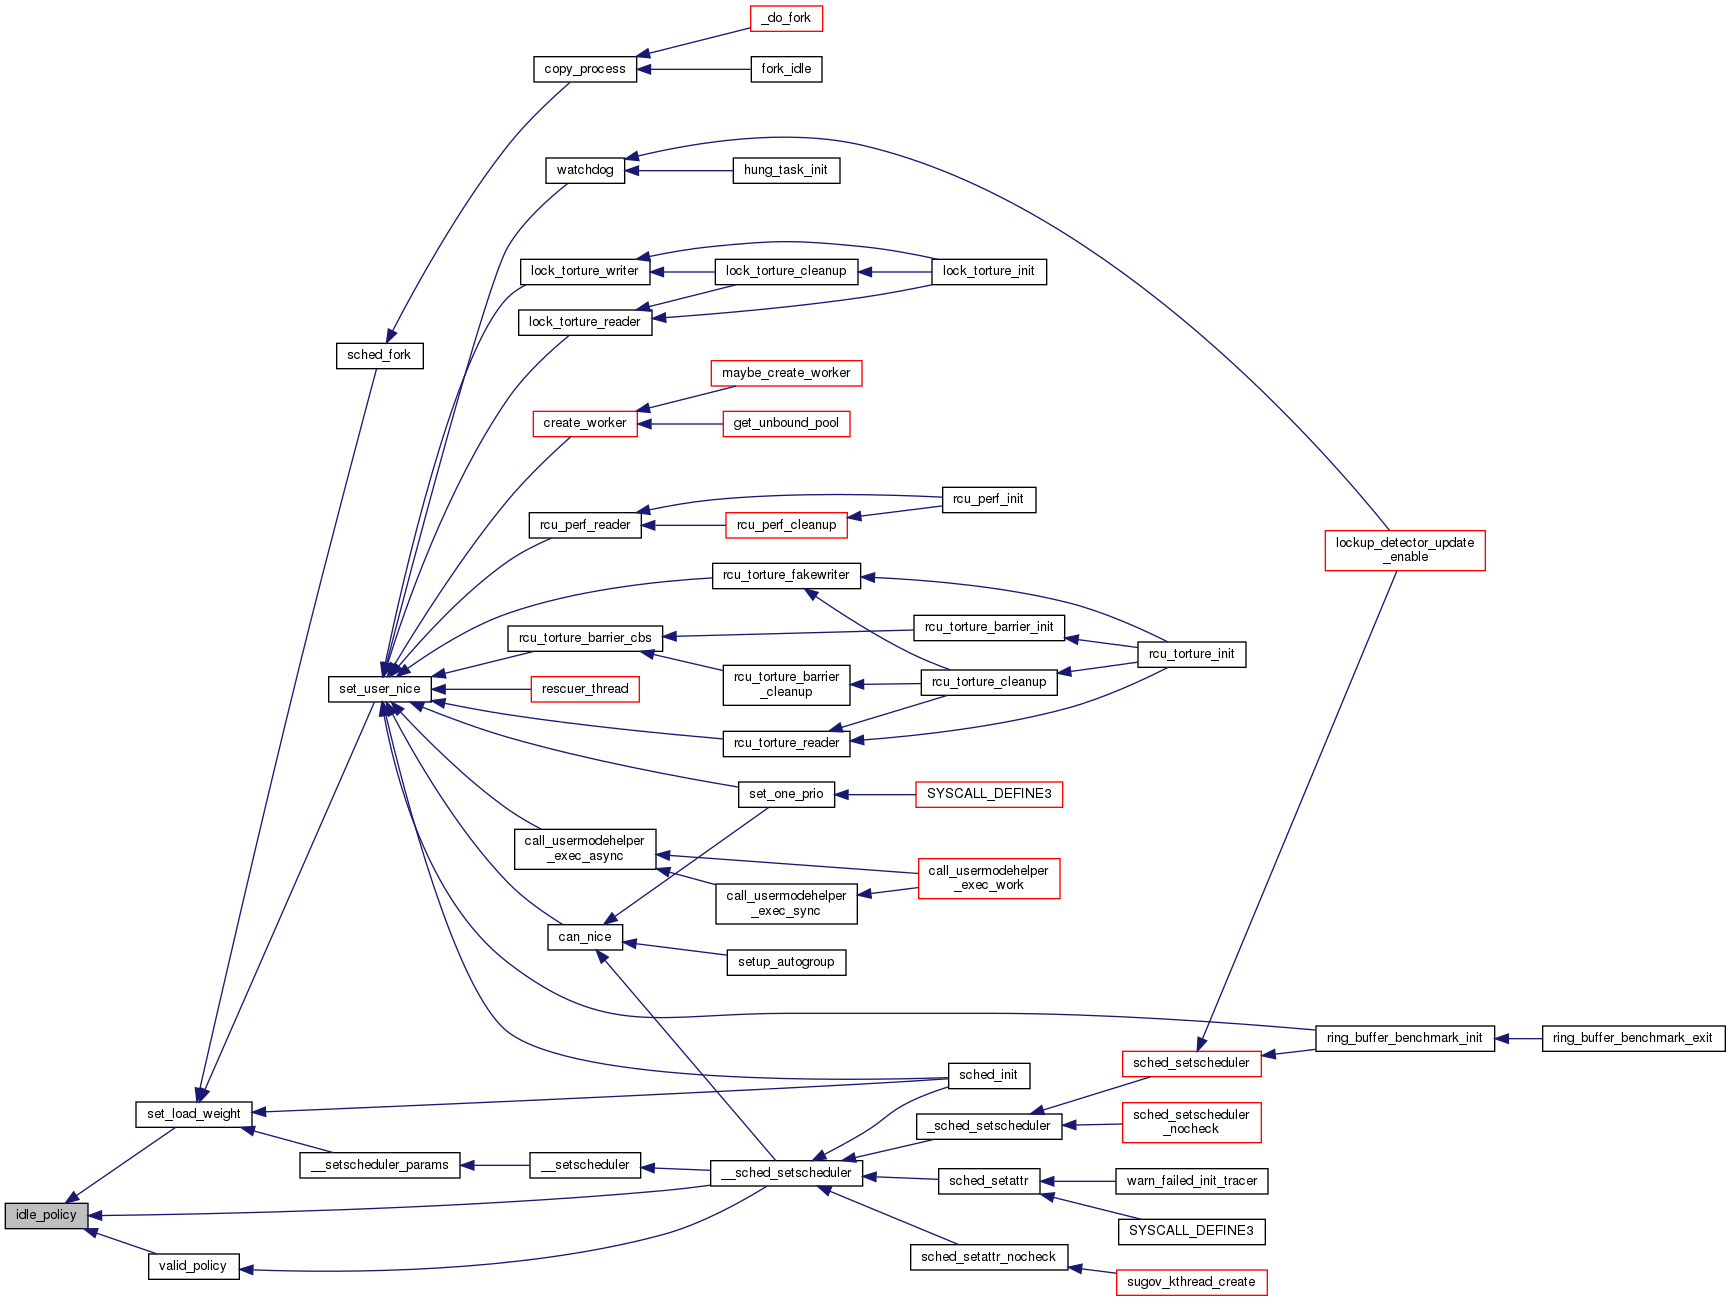 _do_fork
copy_process
fork_idle
watchdog
hung_task_init
lock_torture_writer
lock_torture_cleanup
lock_torture_init
lock_torture_reader
sched_fork
maybe_create_worker
create_worker
get_unbound_pool
rcu_perf_init
rcu_perf_reader
rcu_perf_cleanup
lockup_detector_update
_enable
rcu_torture_fakewriter
rcu_torture_barrier_cbs
rcu_torture_barrier_init
rcu_torture_init
rcu_torture_barrier
_cleanup
rcu_torture_cleanup
set_user_nice
rescuer_thread
rcu_torture_reader
set_one_prio
SYSCALL_DEFINE3
call_usermodehelper
_exec_async
call_usermodehelper
_exec_work
call_usermodehelper
_exec_sync
can_nice
setup_autogroup
ring_buffer_benchmark_init
ring_buffer_benchmark_exit
sched_setscheduler
sched_init
set_load_weight
_sched_setscheduler
sched_setscheduler
_nocheck
__setscheduler_params
__setscheduler
__sched_setscheduler
sched_setattr
warn_failed_init_tracer
idle_policy
SYSCALL_DEFINE3
valid_policy
sched_setattr_nocheck
sugov_kthread_create